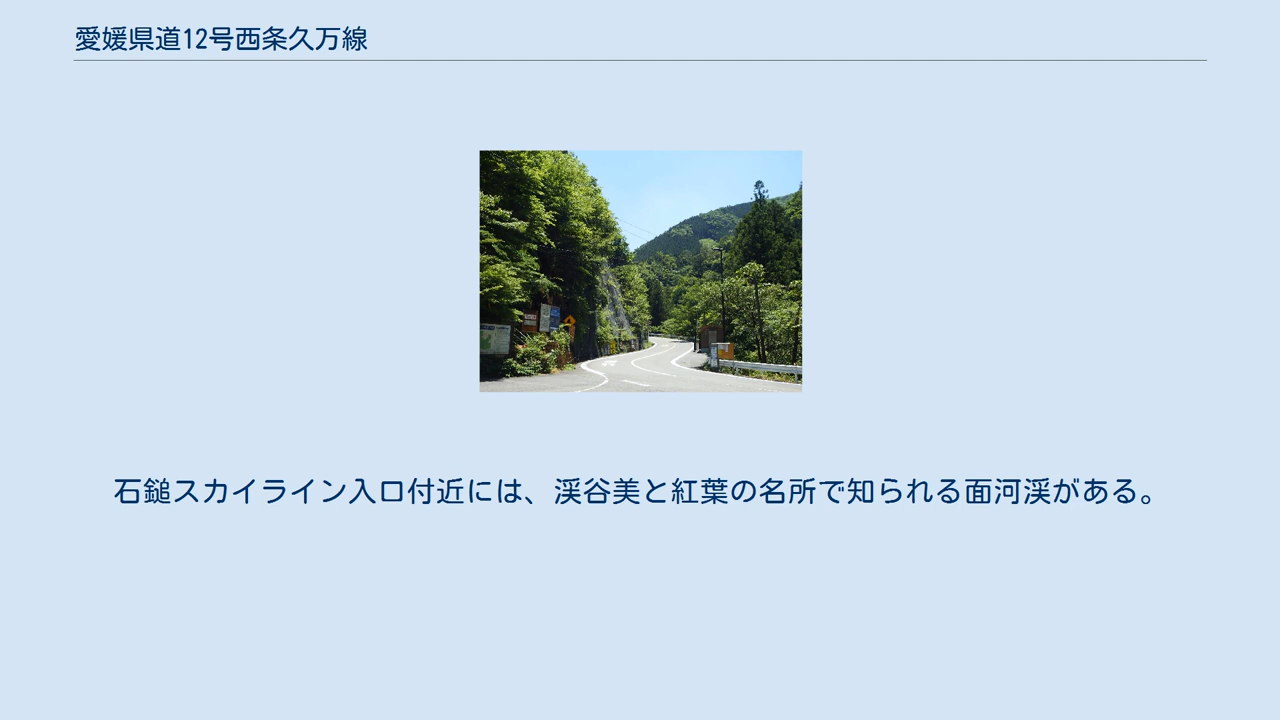 愛媛県道12号西条久万線
石鎚スカイライン入口付近には、渓谷美と紅葉の名所で知られる面河渓がある。